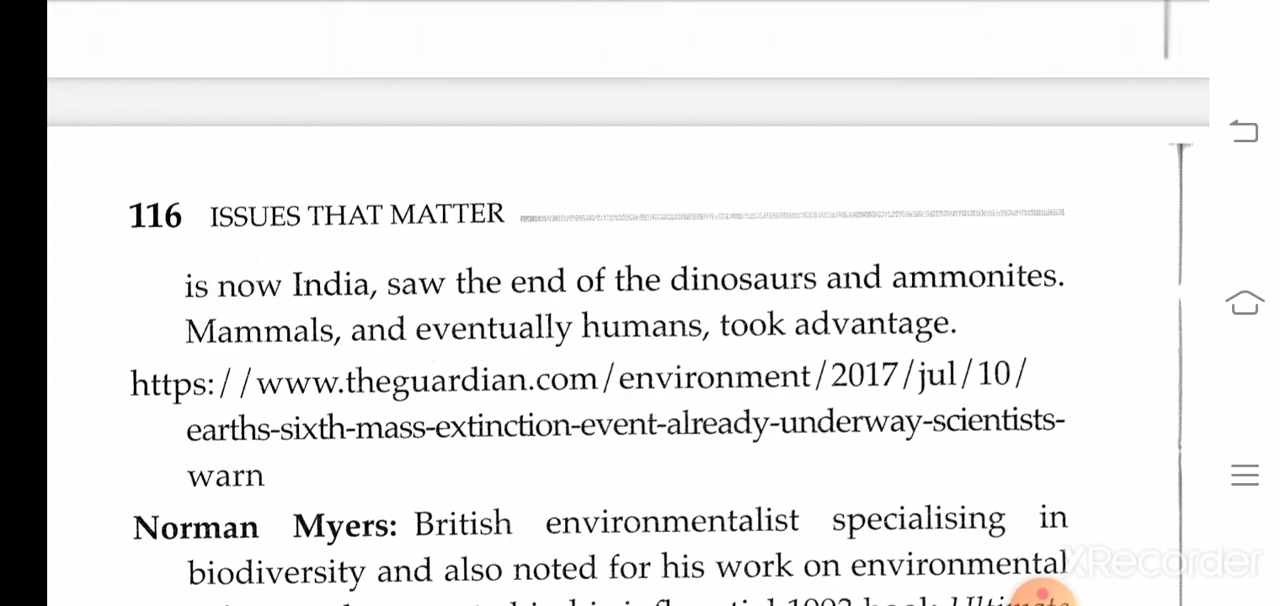 116 ISSUES THAT MATTER
is now India, saw the end of the dinosaurs and ammonites.
Mammals, and eventually humans, took advantage.
https://www.theguardian.com/environment/2017/jul/10/
earths-sixth-mass-extinction-event-already-underway-scientists-
warn
Norman Myers: British environmentalist specialising in
biodiversity and also noted for his work on environmental
XRecorder